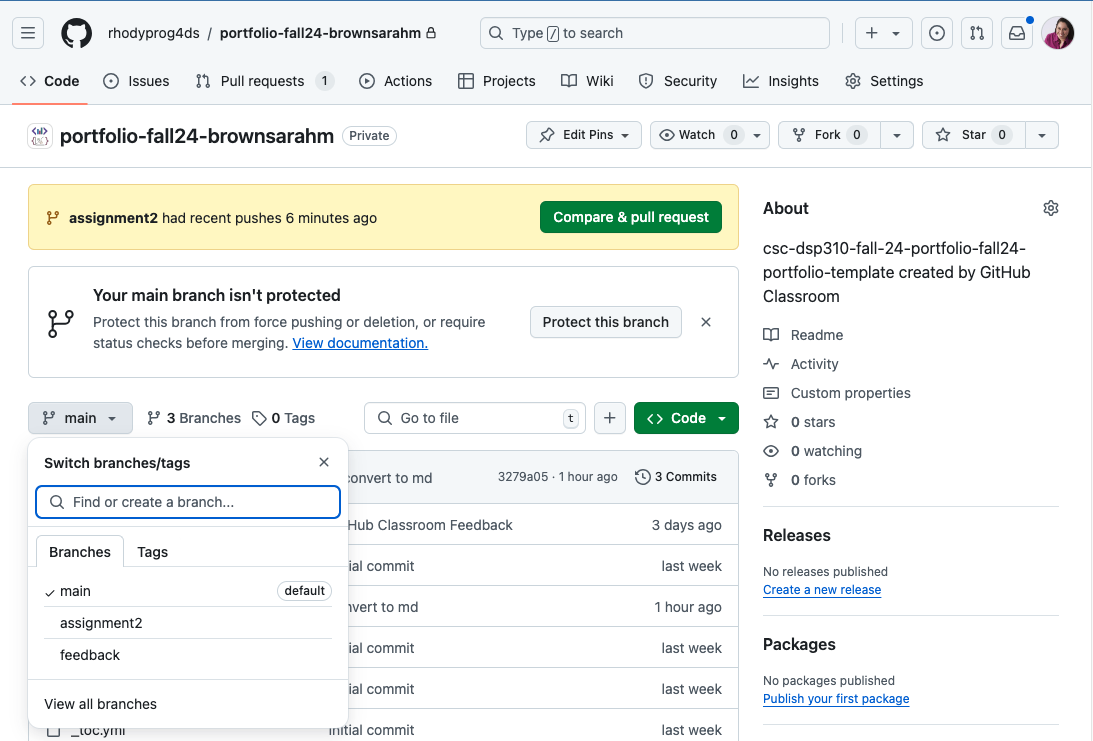 rhodyprog4ds / portfolio-fall24-brownsarahm
Type / to search
Code
Issues
Pull requests 1
Actions
Projects
Wiki
Security
Insights
Settings
portfolio-fall24-brownsarahm Private
Edit Pins
Watch 0
Fork 0
Star 0
assignment2 had recent pushes 6 minutes ago
Compare & pull request
Your main branch isn't protected
Protect this branch from force pushing or deletion, or require
status checks before merging. View documentation.
Protect this branch
main
3 Branches
0 Tags
Go to file
t
Code
Switch branches/tags
Find or create a branch...
Branches
Tags
main default
assignment2
feedback
View all branches
convert to md
3279a05 · 1 hour ago
3 Commits
Hub Classroom Feedback
3 days ago
commit
last week
to md
1 hour ago
commit
last week
commit
last week
_toc.yml
initial commit
last week
About
csc-dsp310-fall-24-portfolio-fall24-
portfolio-template created by GitHub
Classroom
Readme
Activity
Custom properties
0 stars
0 watching
0 forks
Releases
No releases published
Create a new release
Packages
No packages published
Publish your first package